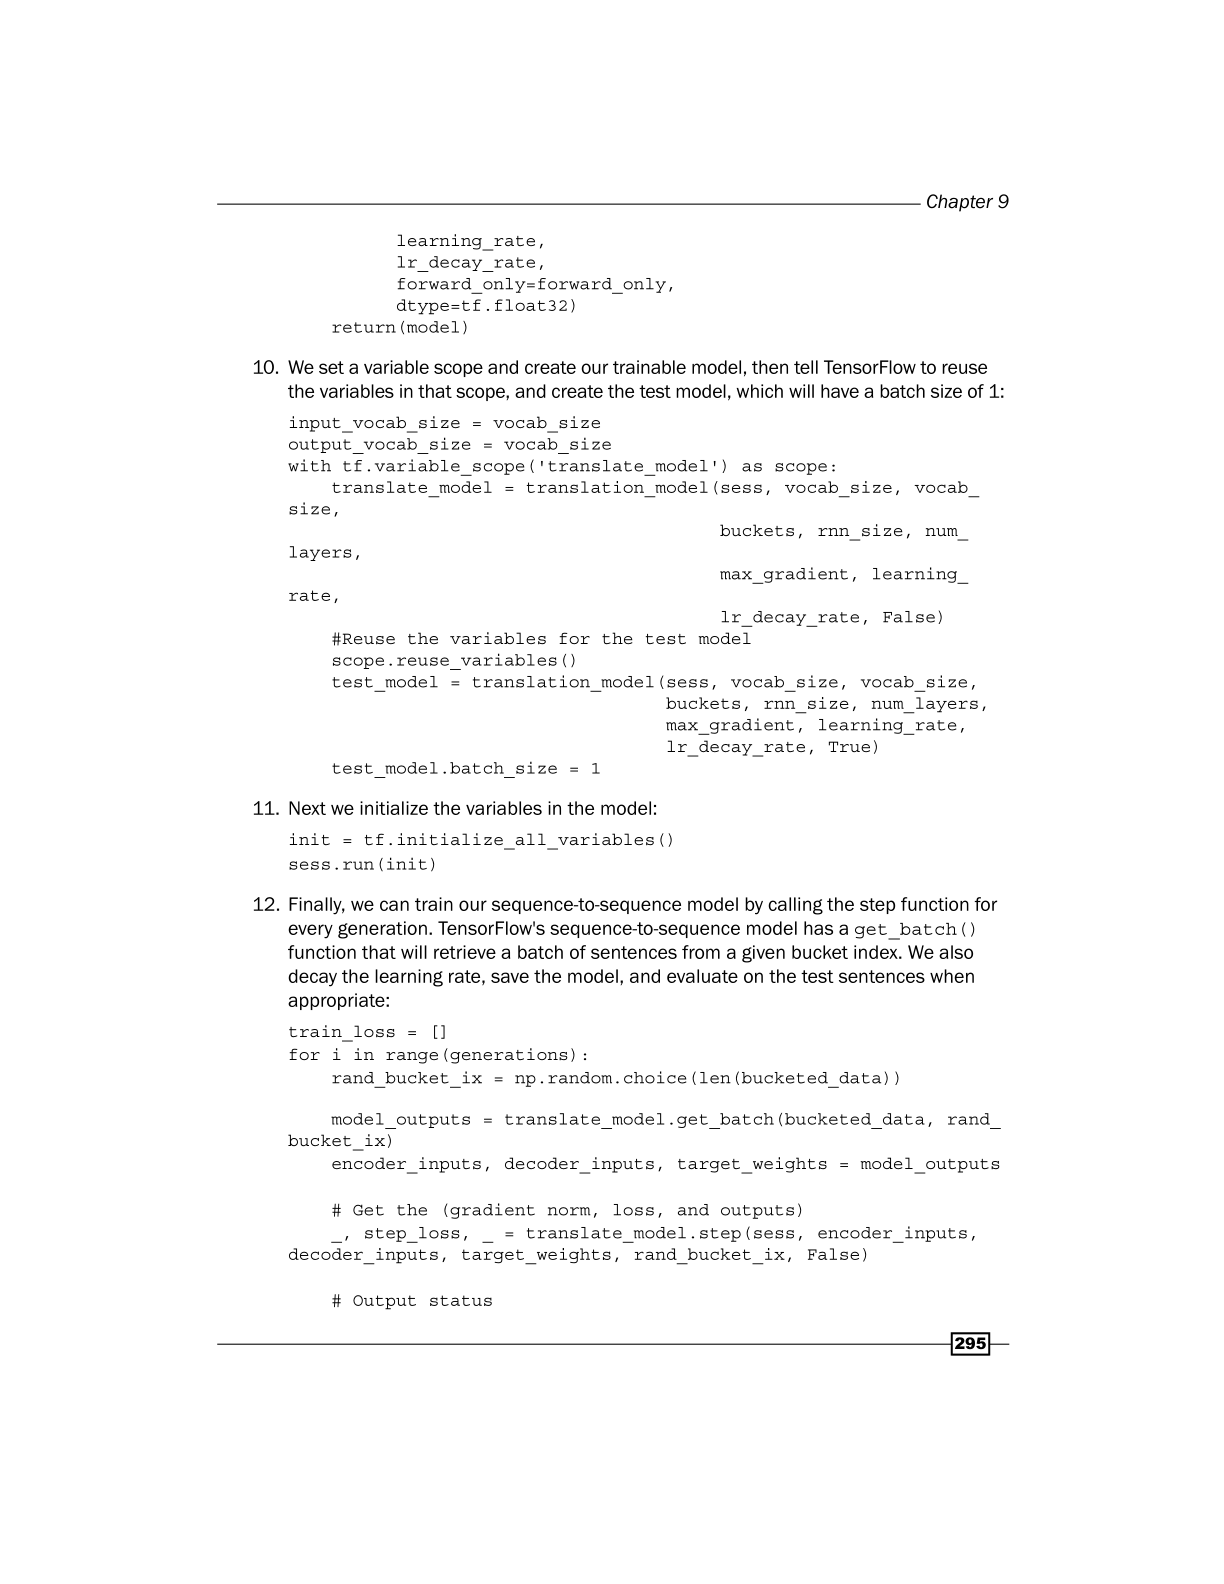 Chapter 9
learning_rate,
lr_decay_rate,
forward_only=forward_only,
dtype=tf.float32)
return(model)
10. We set a variable scope and create our trainable model, then tell TensorFlow to reuse
the variables in that scope, and create the test model, which will have a batch size of 1:
input_vocab_size = vocab_size
output_vocab_size = vocab_size
with tf.variable_scope('translate_model') as scope:
translate_model = translation_model(sess, vocab_size, vocab_
size,
buckets, rnn_size, num_
layers,
max_gradient, learning_
rate,
lr_decay_rate, False)
#Reuse the variables for the test model
scope.reuse_variables()
test_model = translation_model(sess, vocab_size, vocab_size,
buckets, rnn_size, num_layers,
max_gradient, learning_rate,
lr_decay_rate, True)
test_model.batch_size = 1
11. Next we initialize the variables in the model:
init = tf.initialize_all_variables()
sess.run(init)
12. Finally, we can train our sequence-to-sequence model by calling the step function for
every generation. TensorFlow's sequence-to-sequence model has a get_batch()
function that will retrieve a batch of sentences from a given bucket index. We also
decay the learning rate, save the model, and evaluate on the test sentences when
appropriate:
train_loss = []
for i in range(generations):
rand_bucket_ix = np.random.choice(len(bucketed_data))
model_outputs = translate_model.get_batch(bucketed_data, rand_
bucket_ix)
encoder_inputs, decoder_inputs, target_weights = model_outputs
# Get the (gradient norm, loss, and outputs)
_, step_loss, _ = translate_model.step(sess, encoder_inputs,
decoder_inputs, target_weights, rand_bucket_ix, False)
# Output status
295